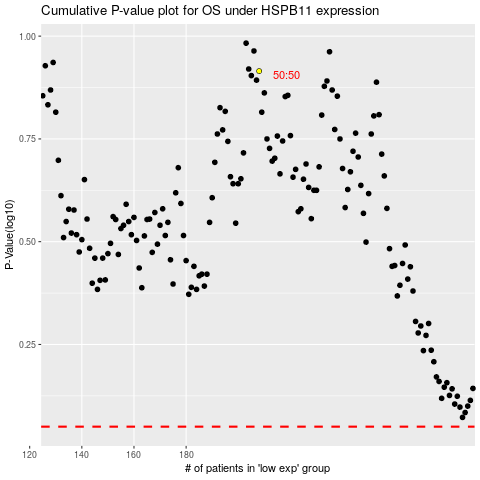 Cumulative P-value plot for OS under HSPB11 expression
1.00
0.75
0.50
0.25
P-Value(log10)
50:50
120 140 160 180
# of patients in 'low exp' group